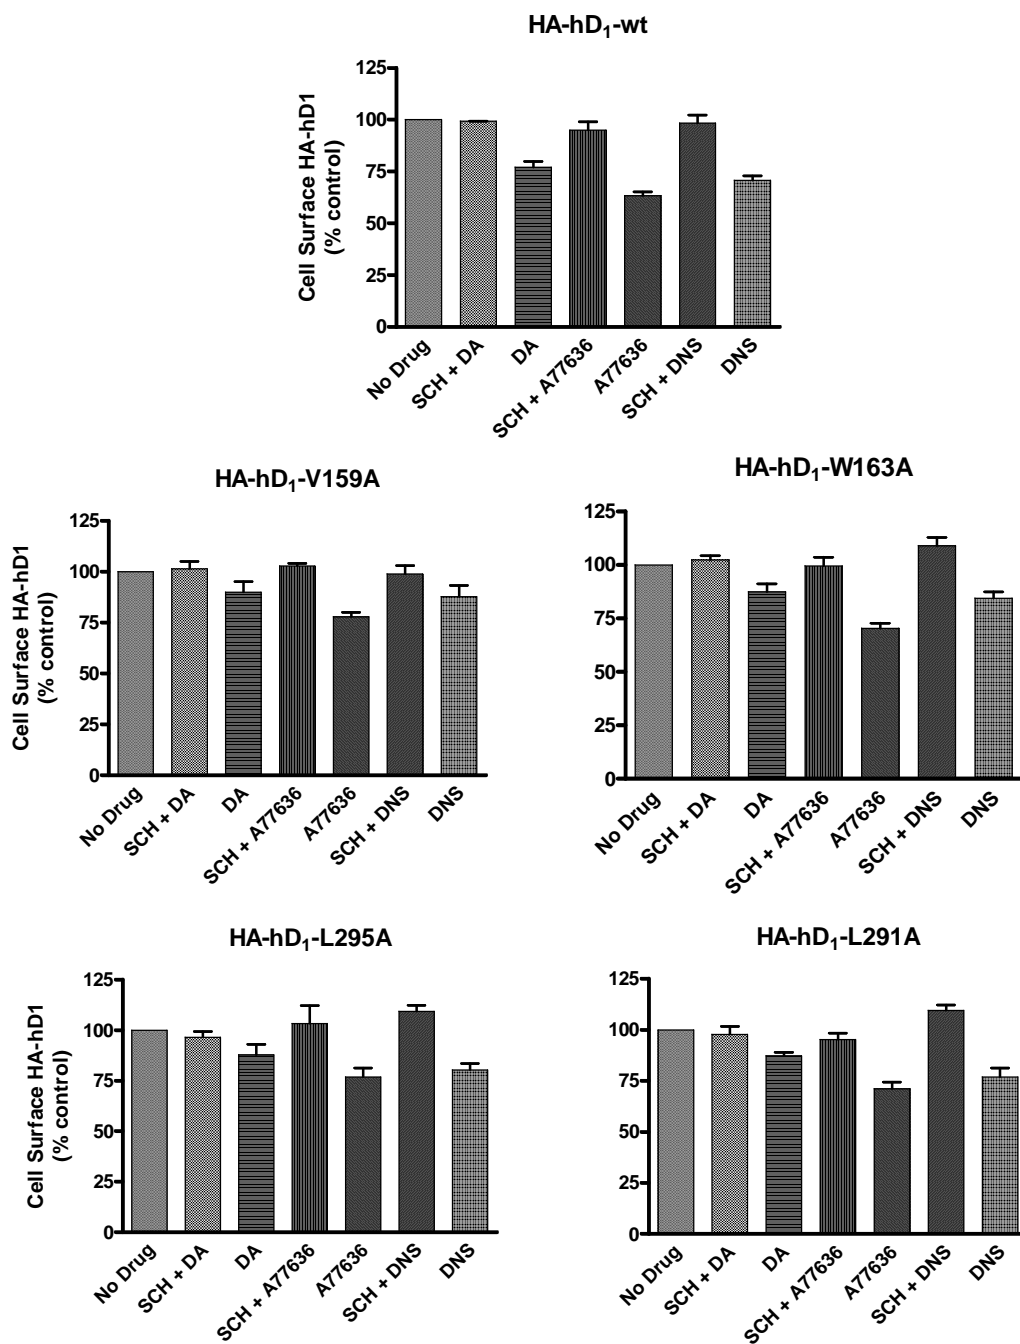 HA-hD₁-wt
Cell Surface HA-hD1
(% control)
125
100
75
50
25
0
No Drug
SCH + DA
DA
SCH + A77636
A77636
SCH + DNS
DNS
HA-hD₁-V159A
Cell Surface HA-hD1
(% control)
125
100
75
50
25
0
No Drug
SCH + DA
DA
SCH + A77636
A77636
SCH + DNS
DNS
HA-hD₁-W163A
125
100
75
50
25
0
No Drug
SCH + DA
DA
SCH + A77636
A77636
SCH + DNS
DNS
HA-hD₁-L295A
Cell Surface HA-hD1
(% control)
125
100
75
50
25
0
No Drug
SCH + DA
DA
SCH + A77636
A77636
SCH + DNS
DNS
HA-hD₁-L291A
125
100
75
50
25
0
No Drug
SCH + DA
DA
SCH + A77636
A77636
SCH + DNS
DNS